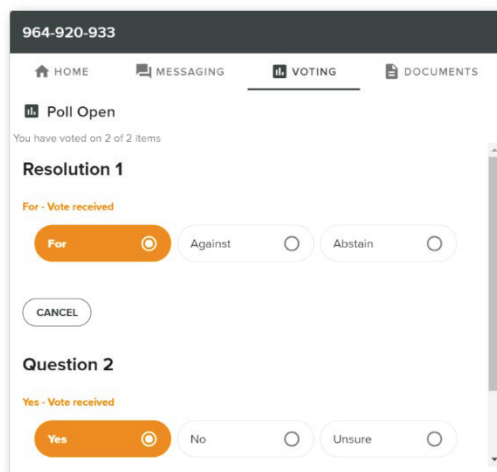 964-920-933
HOME MESSAGING VOTING DOCUMENTS
Poll Open
You have voted on 2 of 2 items
Resolution 1
For - Vote received
For Against Abstain
CANCEL
Question 2
Yes - Vote received
Yes No Unsure